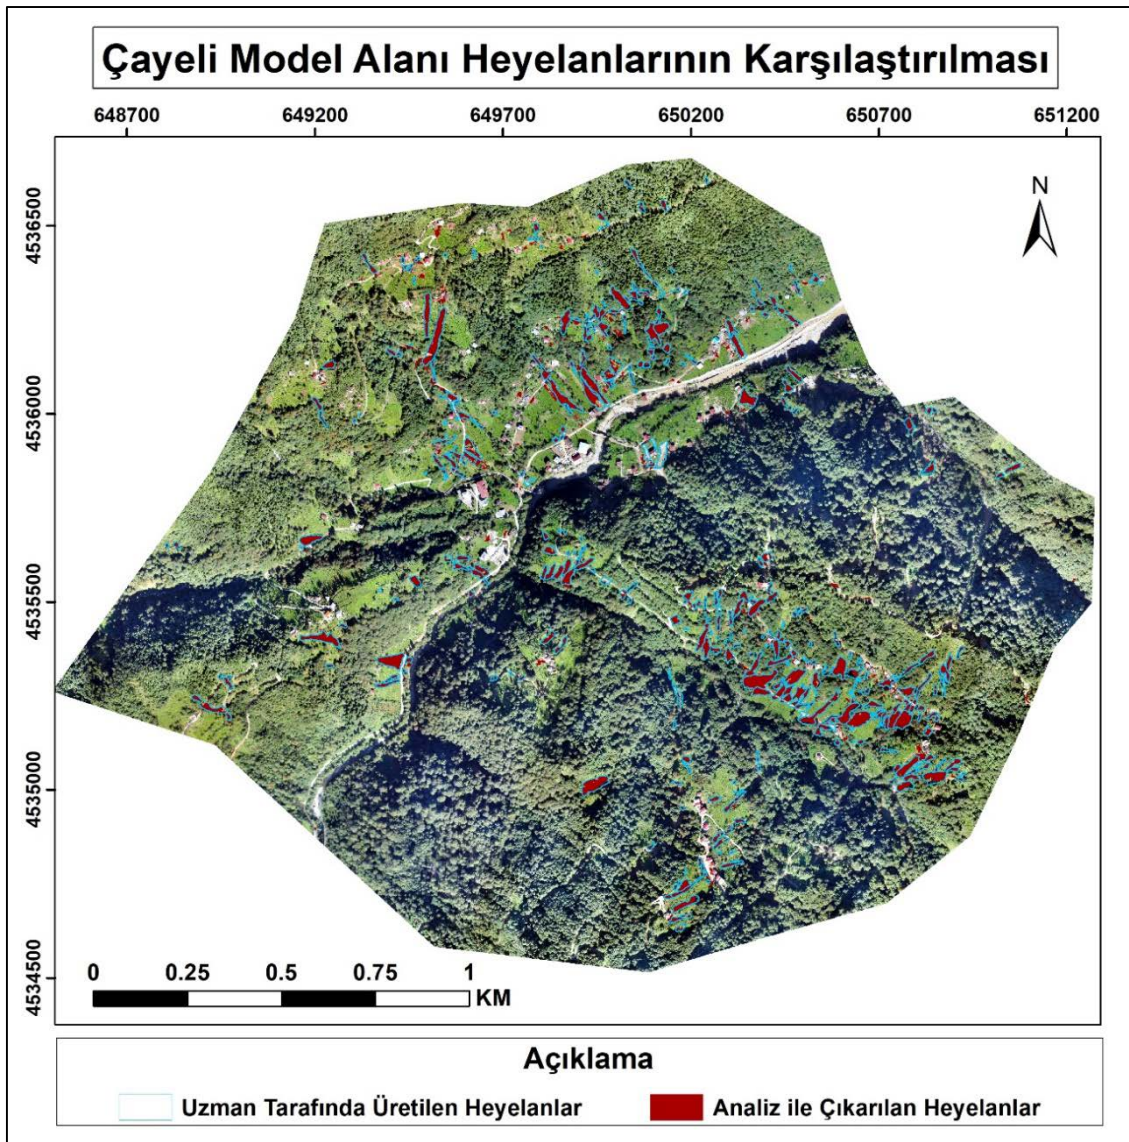 Çayeli Model Alanı Heyelanlarının Karşılaştırılması
648700 649200 649700 650200 650700 651200
N
4536500
4536000
4535500
4535000
4534500
0 0.25 0.5 0.75 1
KM
Açıklama
Uzman Tarafında Üretilen Heyelanlar Analiz ile Çıkarılan Heyelanlar